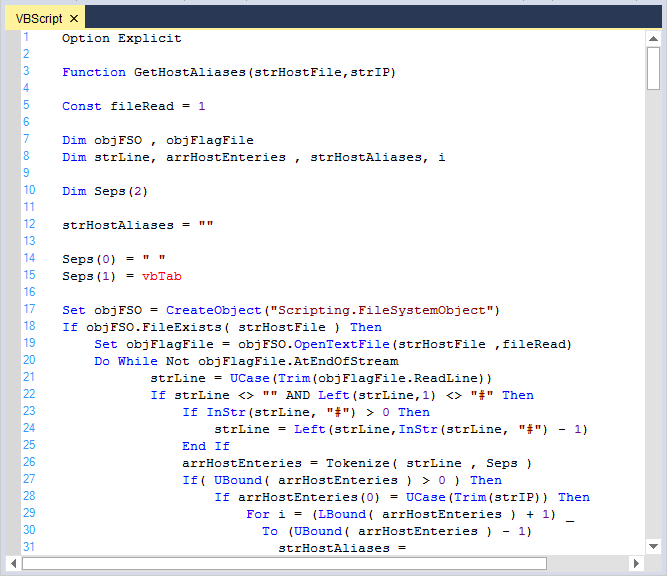 VBScript ×
1 Option Explicit
2
3 Function GetHostAliases(strHostFile,strIP)
4
5 Const fileRead = 1
6
7 Dim objFSO , objFlagFile
8 Dim strLine, arrHostEnteries , strHostAliases, i
9
10 Dim Seps(2)
11
12 strHostAliases = ""
13
14 Seps(0) = " "
15 Seps(1) = vbTab
16
17 Set objFSO = CreateObject("Scripting.FileSystemObject")
18 If objFSO.FileExists( strHostFile ) Then
19 Set objFlagFile = objFSO.OpenTextFile(strHostFile ,fileRead)
20 Do While Not objFlagFile.AtEndOfStream
21 strLine = UCase(Trim(objFlagFile.ReadLine))
22 If strLine <> "" AND Left(strLine,1) <> "#" Then
23 If InStr(strLine, "#") > 0 Then
24 strLine = Left(strLine,InStr(strLine, "#") - 1)
25 End If
26 arrHostEnteries = Tokenize( strLine , Seps )
27 If( UBound( arrHostEnteries ) > 0 ) Then
28 If arrHostEnteries(0) = UCase(Trim(strIP)) Then
29 For i = (LBound( arrHostEnteries ) + 1) _
30 To (UBound( arrHostEnteries ) - 1)
31 strHostAliases =